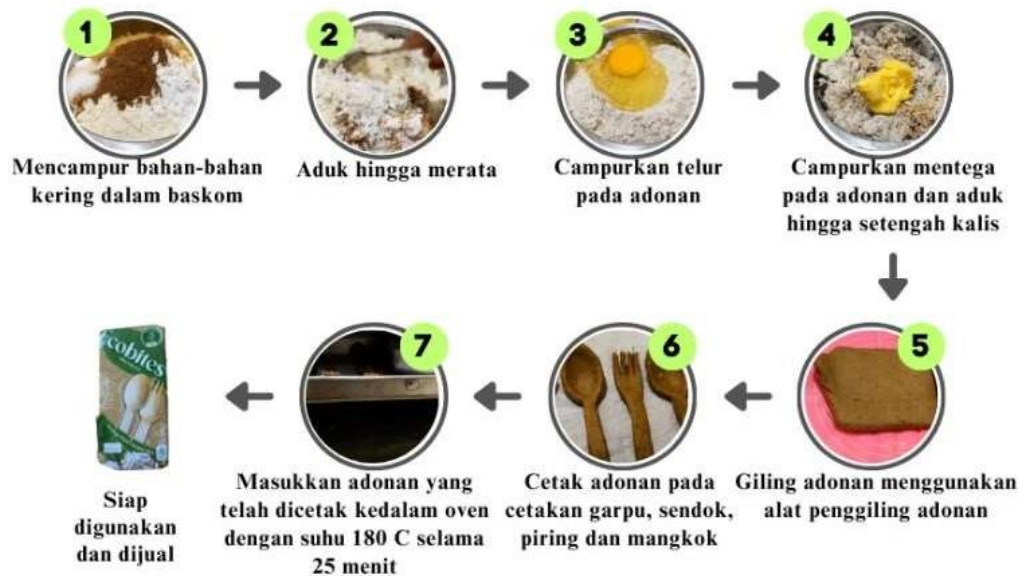 1
Mencampur bahan-bahan
kering dalam baskom
2
Aduk hingga merata
3
Campurkan telur
pada adonan
4
Campurkan mentega
pada adonan dan aduk
hingga setengah kalis
5
Giling adonan menggunakan
alat penggiling adonan
6
Cetak adonan pada
cetakan garpu, sendok,
piring dan mangkok
7
Masukkan adonan yang
telah dicetak kedalam oven
dengan suhu 180 C selama
25 menit
cobites
Siap
digunakan
dan dijual